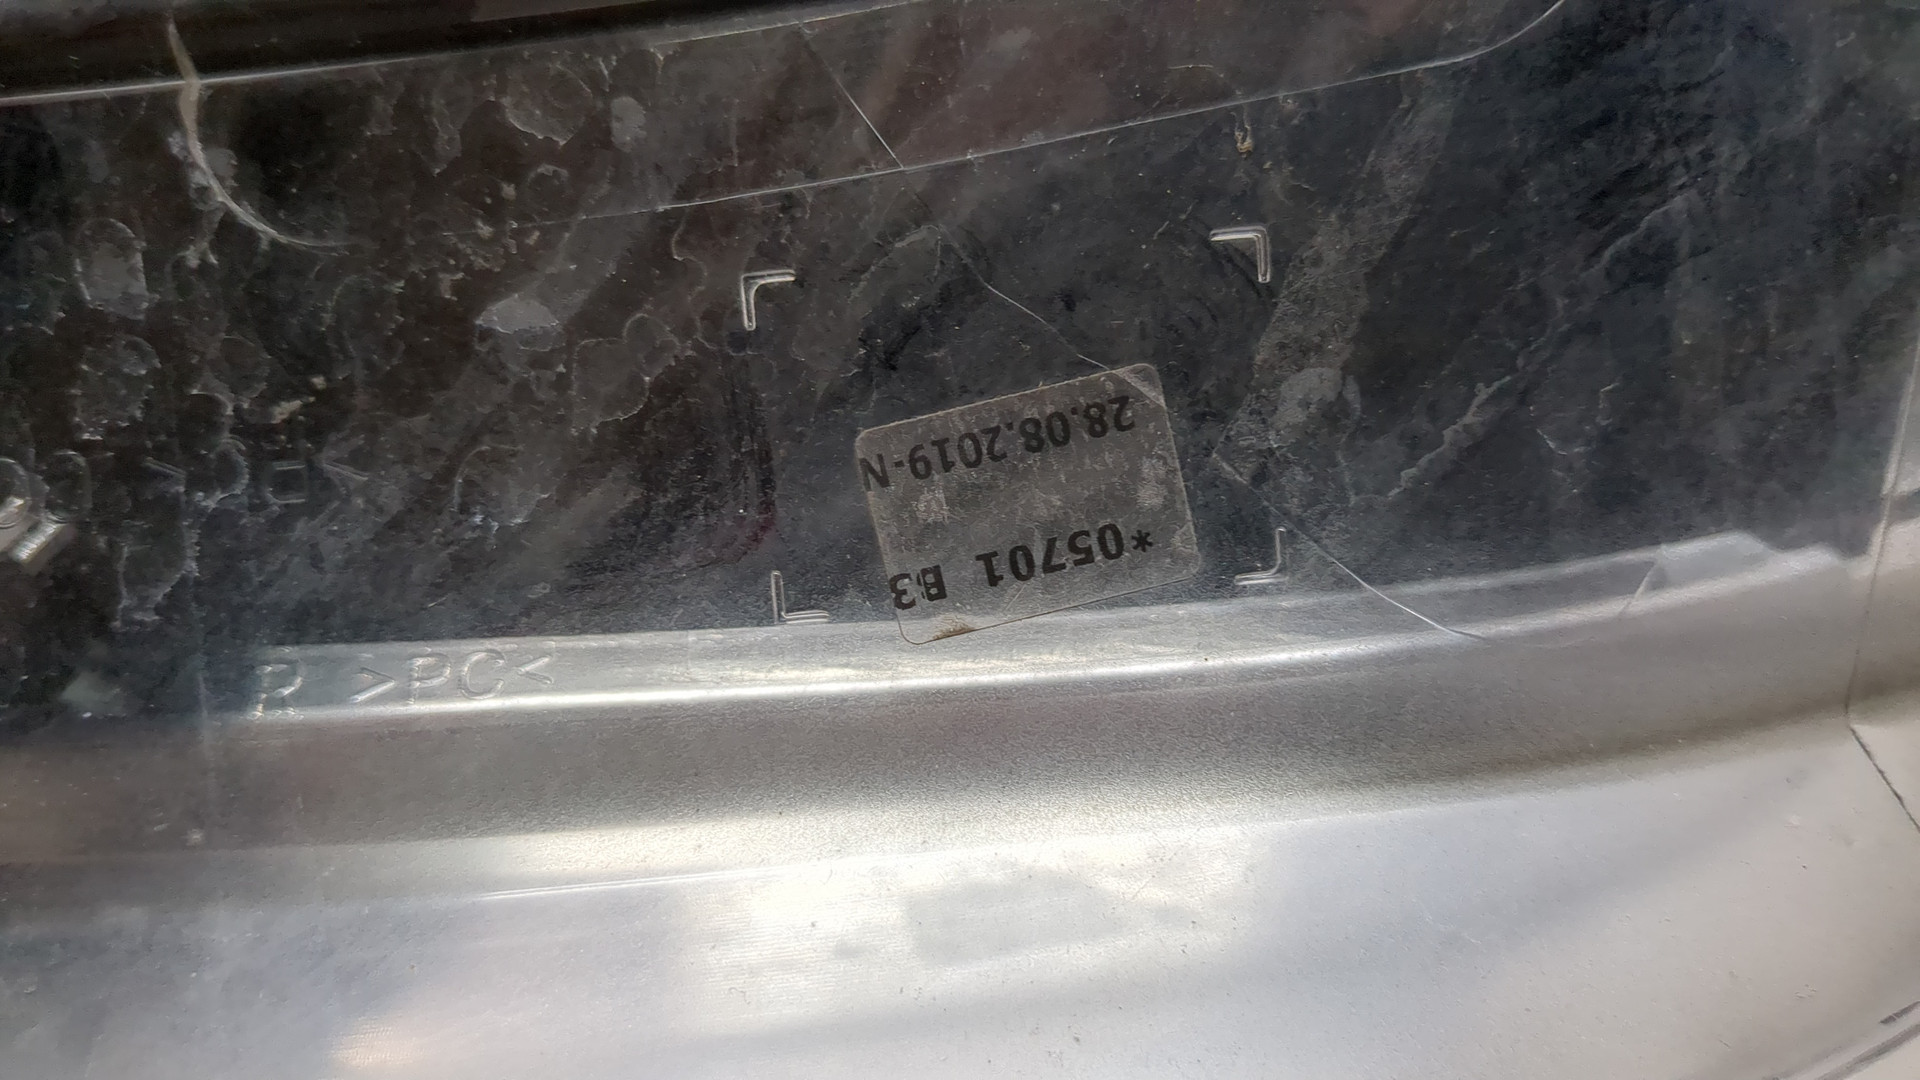 *05701 B3
28.08.2019-N
R >PC<